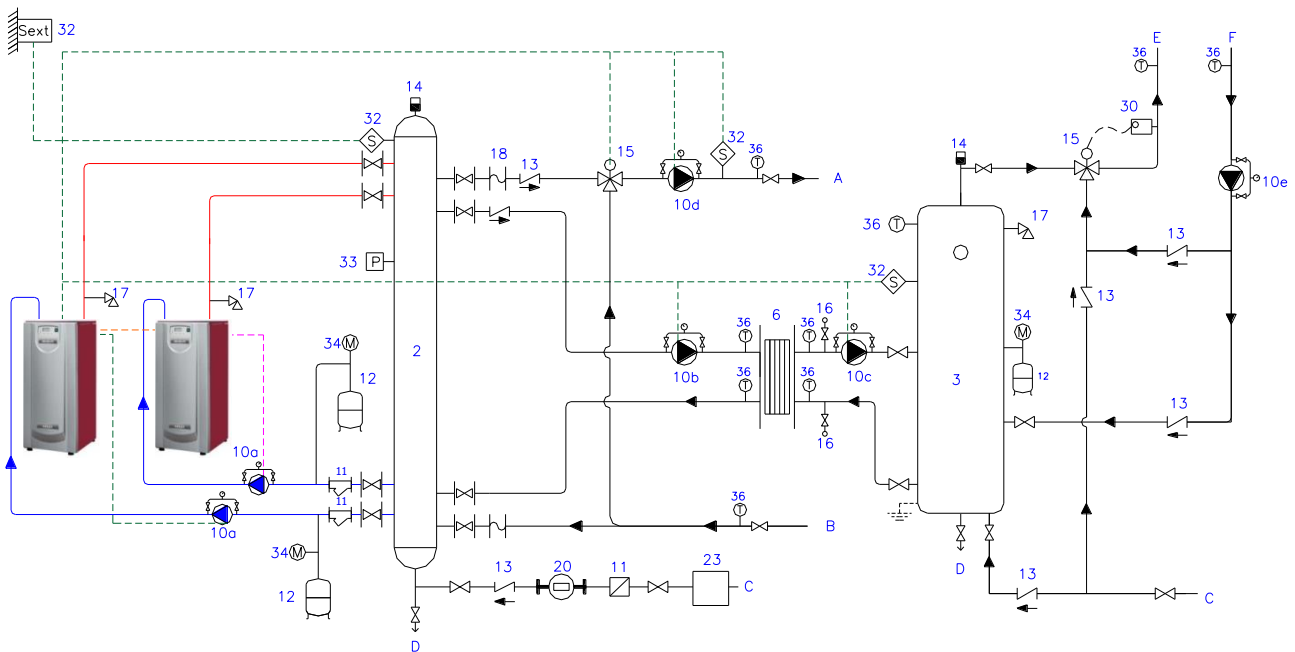 Sext 32
E F
36 T 36 T
14
30
32 S
32 S
36 T
15
14
18 13 15
10d
A
36 T
17
10e
13
33 P
32 S
17 17
13
36 T 6 36 T 16
34 M
34 M
2
10b 10c
12
36 T 36 T
3
12
13
16
10a
11
11
10a
36 T
B
34 M
12
13 20 11 23 C
D
D
13
C
D